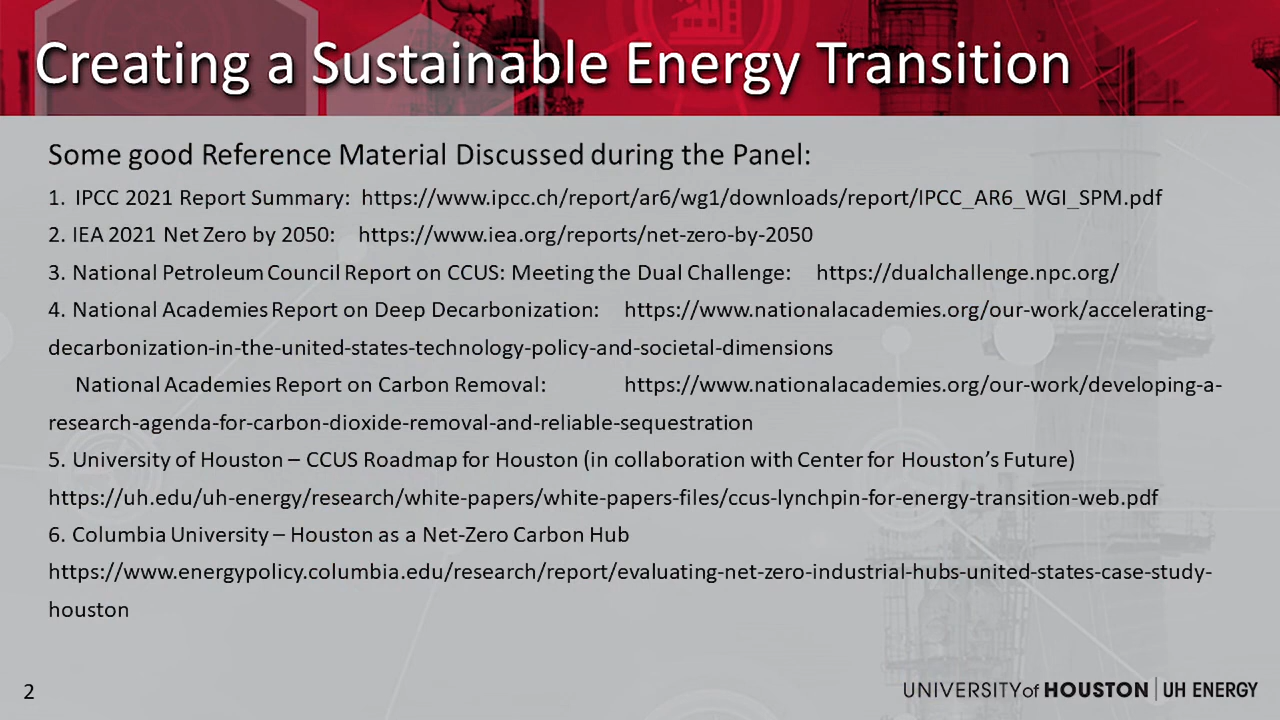 Creating a Sustainable Energy Transition
Some good Reference Material Discussed during the Panel:
1. IPCC 2021 Report Summary: https://www.ipcc.ch/report/ar6/wg1/downloads/report/IPCC_AR6_WGI_SPM.pdf
2. IEA 2021 Net Zero by 2050: https://www.iea.org/reports/net-zero-by-2050
3. National Petroleum Council Report on CCUS: Meeting the Dual Challenge: https://dualchallenge.npc.org/
4. National Academies Report on Deep Decarbonization: https://www.nationalacademies.org/our-work/accelerating-
decarbonization-in-the-united-states-technology-policy-and-societal-dimensions
National Academies Report on Carbon Removal: https://www.nationalacademies.org/our-work/developing-a-
research-agenda-for-carbon-dioxide-removal-and-reliable-sequestration
5. University of Houston – CCUS Roadmap for Houston (in collaboration with Center for Houston’s Future)
https://uh.edu/uh-energy/research/white-papers/white-papers-files/ccus-lynchpin-for-energy-transition-web.pdf
6. Columbia University – Houston as a Net-Zero Carbon Hub
https://www.energypolicy.columbia.edu/research/report/evaluating-net-zero-industrial-hubs-united-states-case-study-
houston
2
UNIVERSITY of HOUSTON | UH ENERGY